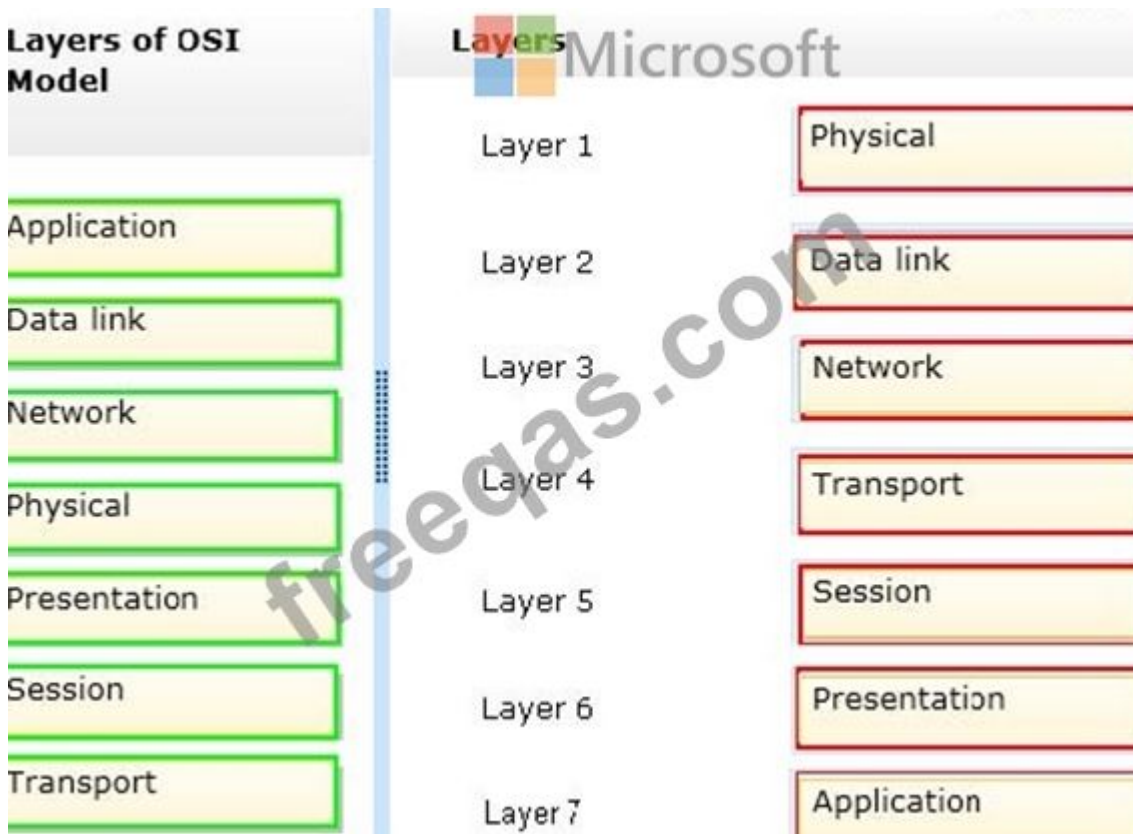 Layers of OSI
Model
Application
Data link
Network
Physical
Presentation
Session
Transport
Layers
Microsoft
Layer 1
Physical
Layer 2
Data link
Layer 3
Network
Layer 4
Transport
Layer 5
Session
Layer 6
Presentation
Layer 7
Application
freeqas.com